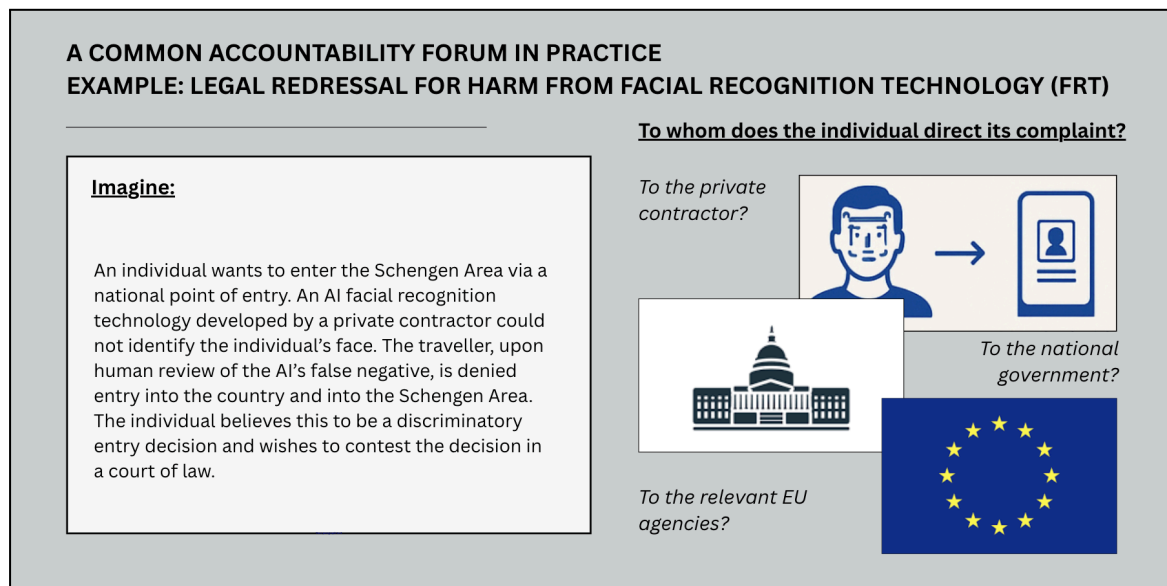 A COMMON ACCOUNTABILITY FORUM IN PRACTICE
EXAMPLE: LEGAL REDRESSAL FOR HARM FROM FACIAL RECOGNITION TECHNOLOGY (FRT)
Imagine:
An individual wants to enter the Schengen Area via a
national point of entry. An AI facial recognition
technology developed by a private contractor could
not identify the individual’s face. The traveller, upon
human review of the AI’s false negative, is denied
entry into the country and into the Schengen Area.
The individual believes this to be a discriminatory
entry decision and wishes to contest the decision in
a court of law.
To whom does the individual direct its complaint?
To the private
contractor?
To the national
government?
To the relevant EU
agencies?